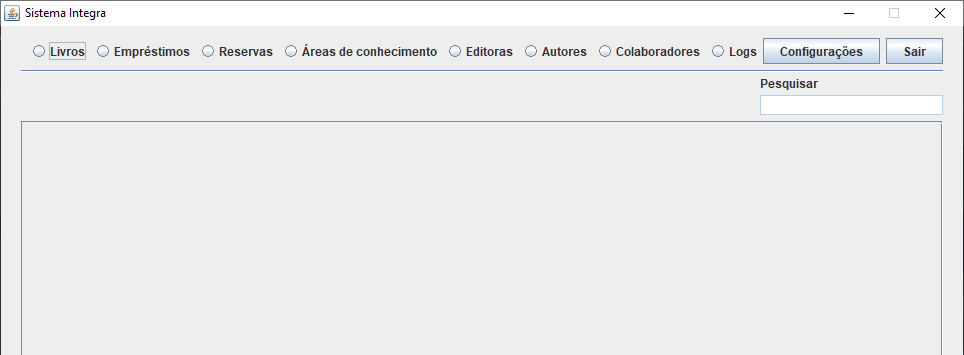 Sistema Integra
Livros Empréstimos Reservas Áreas de conhecimento Editoras Autores Colaboradores Logs Configurações Sair
Pesquisar